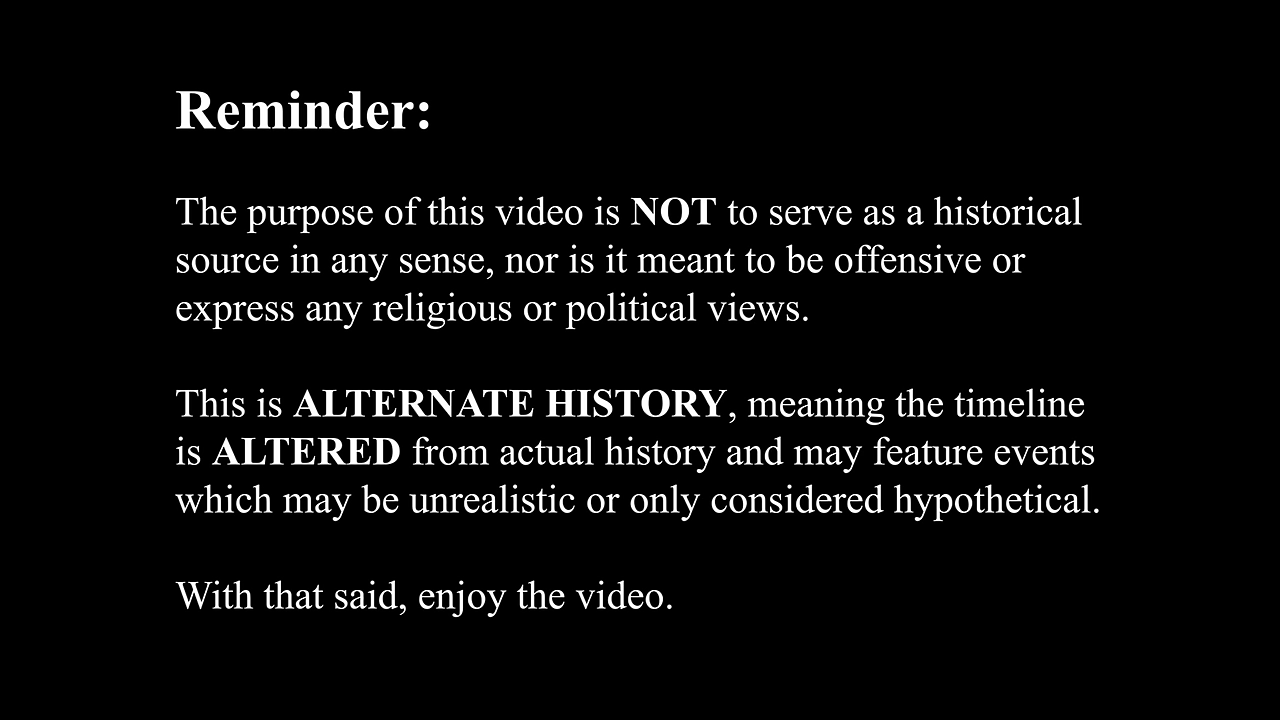 Reminder:
The purpose of this video is NOT to serve as a historical
source in any sense, nor is it meant to be offensive or
express any religious or political views.
This is ALTERNATE HISTORY, meaning the timeline
is ALTERED from actual history and may feature events
which may be unrealistic or only considered hypothetical.
With that said, enjoy the video.